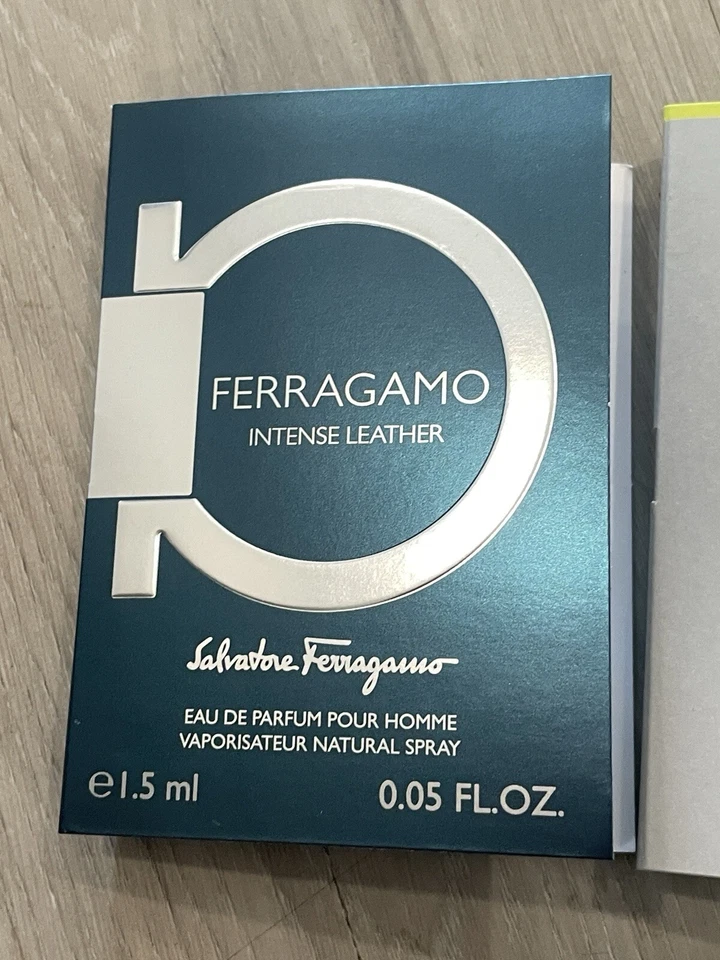 FERRAGAMO
INTENSE LEATHER
Salvatore Ferragamo
EAU DE PARFUM POUR HOMME
VAPORISATEUR NATURAL SPRAY
℮1.5 ml 0.05 FL.OZ.